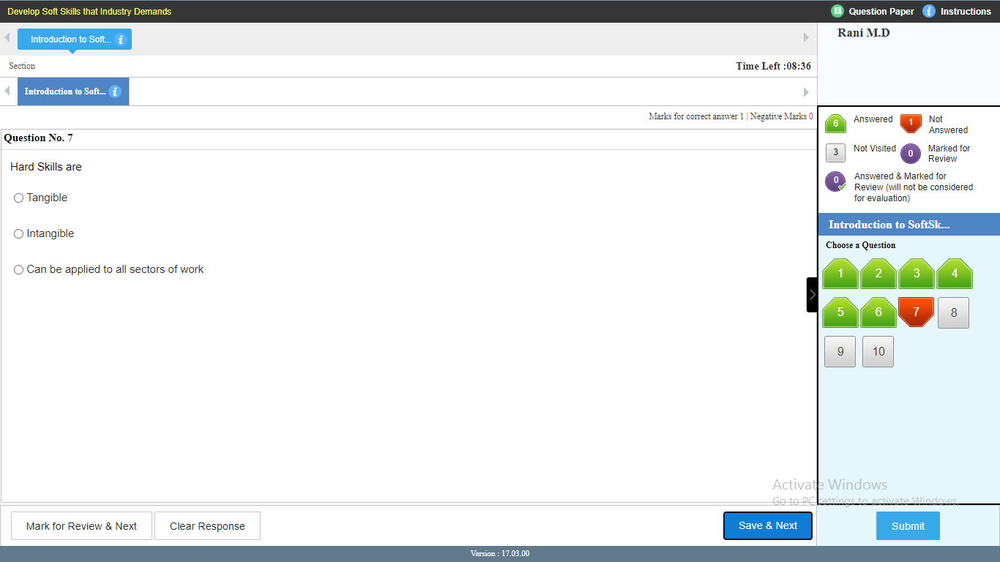 Develop Soft Skills that Industry Demands
Question Paper
Instructions
Introduction to Soft... i
Rani M.D
Section
Time Left :08:36
Introduction to Soft... i
Marks for correct answer 1 | Negative Marks 0
Question No. 7
Hard Skills are
Tangible
Intangible
Can be applied to all sectors of work
6 Answered
1 Not Answered
3 Not Visited
0 Marked for Review
0 Answered & Marked for
Review (will not be considered
for evaluation)
Introduction to SoftSk...
Choose a Question
1 2 3 4
5 6 7 8
9 10
Activate Windows
Go to PC settings to activate Windows.
Mark for Review & Next
Clear Response
Save & Next
Submit
Version : 17.03.00